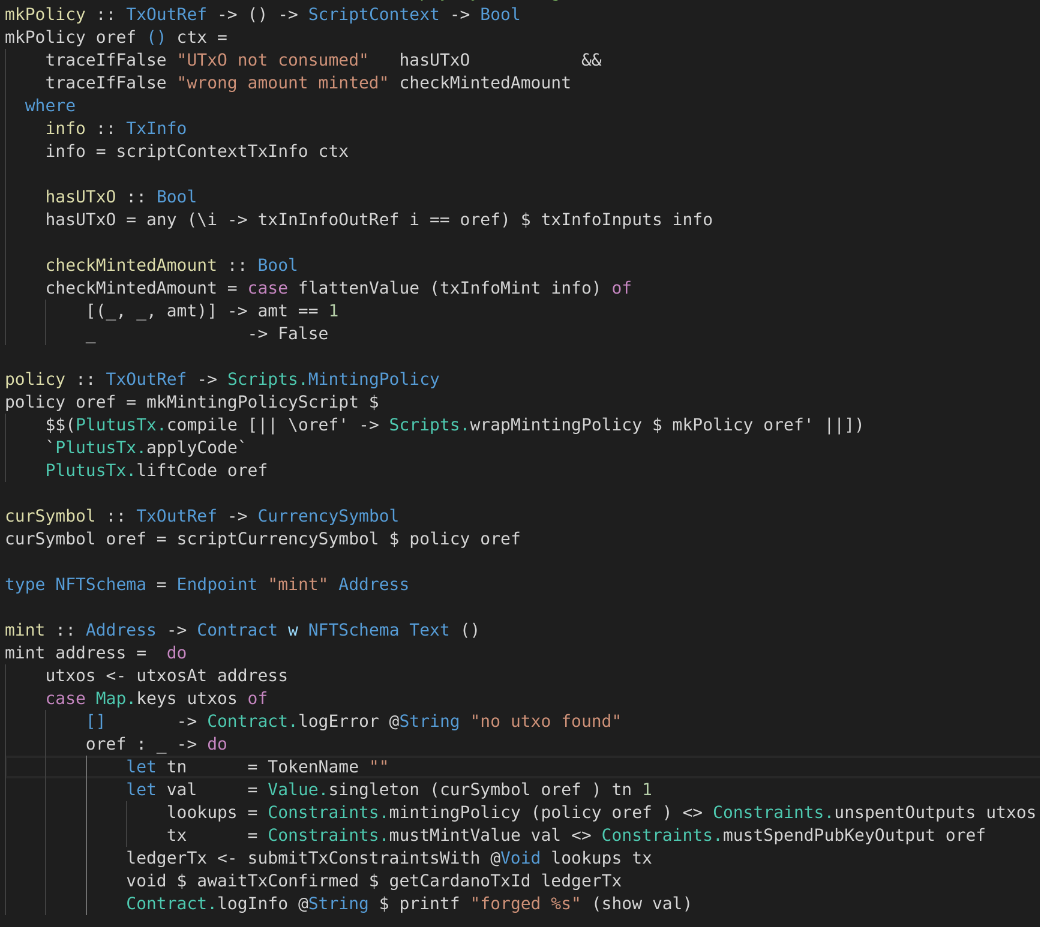 mkPolicy :: TxOutRef -> () -> ScriptContext -> Bool
mkPolicy oref () ctx =
    traceIfFalse "UTxO not consumed"   hasUTxO           &&
    traceIfFalse "wrong amount minted" checkMintedAmount
  where
    info :: TxInfo
    info = scriptContextTxInfo ctx

    hasUTxO :: Bool
    hasUTxO = any (\i -> txInInfoOutRef i == oref) $ txInfoInputs info

    checkMintedAmount :: Bool
    checkMintedAmount = case flattenValue (txInfoMint info) of
        [(_, _, amt)] -> amt == 1
        _               -> False

policy :: TxOutRef -> Scripts.MintingPolicy
policy oref = mkMintingPolicyScript $
    $$(PlutusTx.compile [|| \oref' -> Scripts.wrapMintingPolicy $ mkPolicy oref' ||])
    `PlutusTx.applyCode`
    PlutusTx.liftCode oref

curSymbol :: TxOutRef -> CurrencySymbol
curSymbol oref = scriptCurrencySymbol $ policy oref

type NFTSchema = Endpoint "mint" Address

mint :: Address -> Contract w NFTSchema Text ()
mint address =  do
    utxos <- utxosAt address
    case Map.keys utxos of
        []       -> Contract.logError @String "no utxo found"
        oref : _ -> do
            let tn      = TokenName ""
            let val     = Value.singleton (curSymbol oref ) tn 1
                lookups = Constraints.mintingPolicy (policy oref ) <> Constraints.unspentOutputs utxos
                tx      = Constraints.mustMintValue val <> Constraints.mustSpendPubKeyOutput oref
            ledgerTx <- submitTxConstraintsWith @Void lookups tx
            void $ awaitTxConfirmed $ getCardanoTxId ledgerTx
            Contract.logInfo @String $ printf "forged %s" (show val)